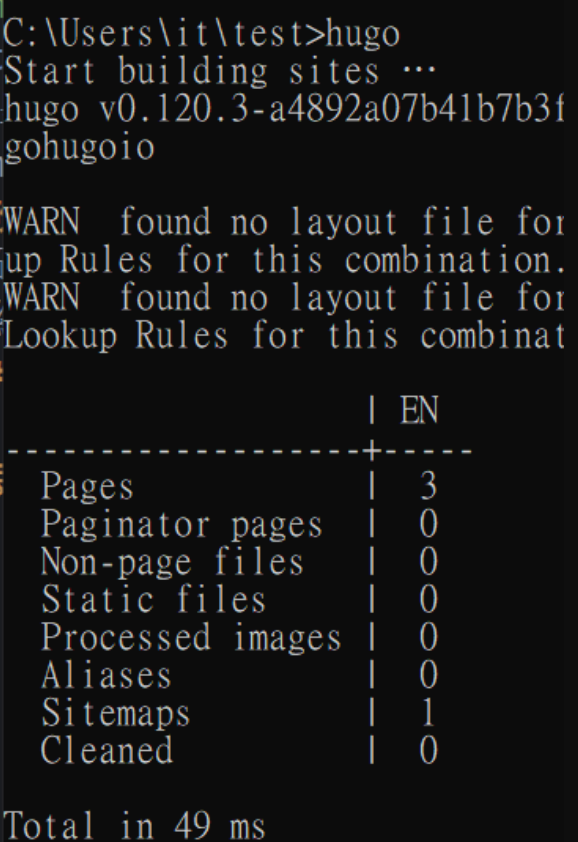 C:\Users\it\test>hugo
Start building sites …
hugo v0.120.3-a4892a07b41b7b3f
gohugoio
WARN  found no layout file for
up Rules for this combination.
WARN  found no layout file for
Lookup Rules for this combinat
                   | EN
-------------------+-----
  Pages            |  3
  Paginator pages  |  0
  Non-page files   |  0
  Static files     |  0
  Processed images |  0
  Aliases          |  0
  Sitemaps         |  1
  Cleaned          |  0
Total in 49 ms